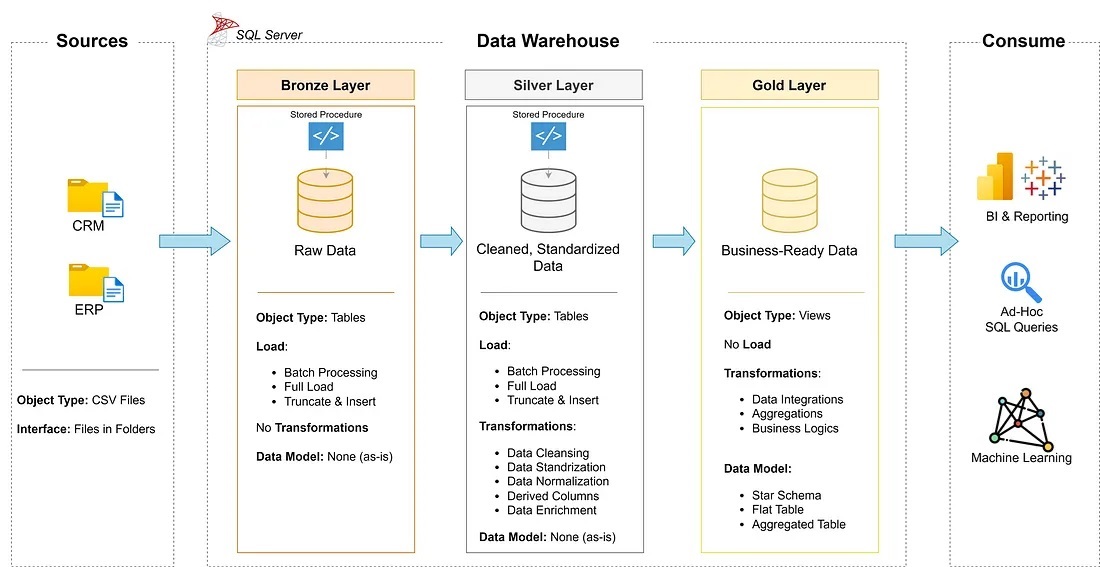 Sources
CRM
ERP
Object Type: CSV Files
Interface: Files in Folders
SQL Server
Data Warehouse
Bronze Layer
Stored Procedure
</>
Raw Data
Object Type: Tables
Load:
• Batch Processing
• Full Load
• Truncate & Insert
No Transformations
Data Model: None (as-is)
Silver Layer
Stored Procedure
</>
Cleaned, Standardized
Data
Object Type: Tables
Load:
• Batch Processing
• Full Load
• Truncate & Insert
Transformations:
• Data Cleansing
• Data Standrization
• Data Normalization
• Derived Columns
• Data Enrichment
Data Model: None (as-is)
Gold Layer
Business-Ready Data
Object Type: Views
No Load
Transformations:
• Data Integrations
• Aggregations
• Business Logics
Data Model:
• Star Schema
• Flat Table
• Aggregated Table
Consume
BI & Reporting
Ad-Hoc
SQL Queries
Machine Learning